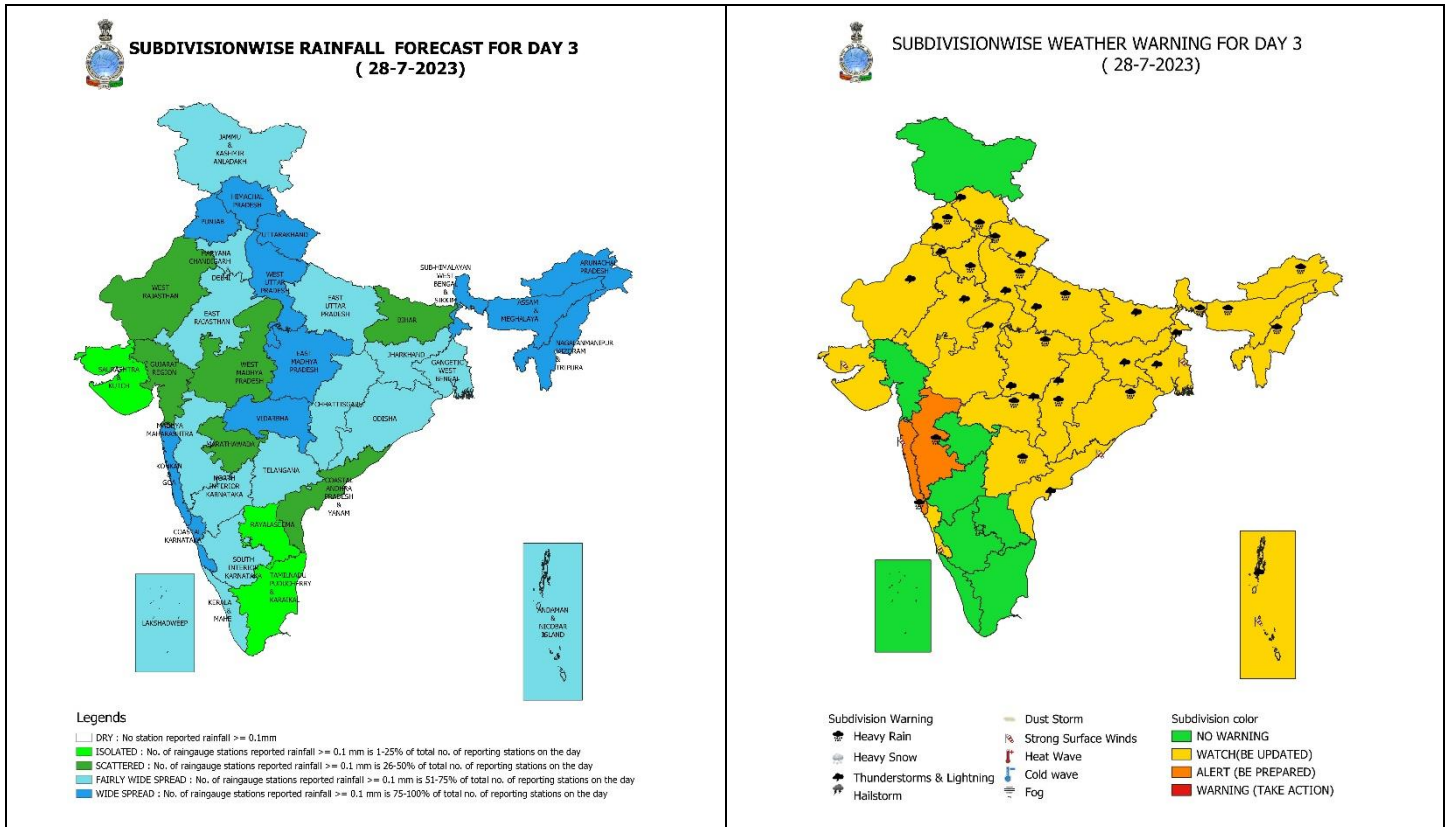 SUBDIVISIONWISE RAINFALL FORECAST FOR DAY 3
( 28-7-2023)
JAMMU
&
KASHMIR
ANLADAKH
HIMACHAL
PRADESH
PUNJAB
UTTARAKHAND
HARYANA
CHANDIGARH
DELHI
WEST
UTTAR
PRADESH
SUB-HIMALAYAN
WEST
BENGAL
&
SIKKIM
ARUNACHAL
PRADESH
WEST
RAJASTHAN
EAST
UTTAR
PRADESH
ASSAM
&
MEGHALAYA
EAST
RAJASTHAN
BIHAR
NAGALANMANIPUR
MIZORAM
&
TRIPURA
SAURASHTRA
&
KUTCH
GUJARAT
REGION
WEST
MADHYA
PRADESH
EAST
MADHYA
PRADESH
JHARKHAND
GANGETIC
WEST
BENGAL
CHHATTISGARH
ODISHA
VIDARBHA
MADHYA
MAHARASHTRA
MARATHAWADA
KONKAN
&
GOA
TELANGANA
NORTH
INTERIOR
KARNATAKA
COASTAL
ANDHRA
PRADESH
&
YANAM
RAYALASEEMA
COASTAL
KARNATAKA
SOUTH
INTERIOR
KARNATAKA
TAMILNADU
PUDUCHERRY
&
KARAIKAL
KERALA
&
MAHE
LAKSHADWEEP
ANDAMAN
&
NICOBAR
ISLAND
Legends
DRY : No station reported rainfall >= 0.1mm
ISOLATED : No. of raingauge stations reported rainfall >= 0.1 mm is 1-25% of total no. of reporting stations on the day
SCATTERED : No. of raingauge stations reported rainfall >= 0.1 mm is 26-50% of total no. of reporting stations on the day
FAIRLY WIDE SPREAD : No. of raingauge stations reported rainfall >= 0.1 mm is 51-75% of total no. of reporting stations on the day
WIDE SPREAD : No. of raingauge stations reported rainfall >= 0.1 mm is 75-100% of total no. of reporting stations on the day
SUBDIVISIONWISE WEATHER WARNING FOR DAY 3
( 28-7-2023)
Subdivision Warning
Heavy Rain
Heavy Snow
Thunderstorms & Lightning
Hailstorm
Dust Storm
Strong Surface Winds
Heat Wave
Cold wave
Fog
Subdivision color
NO WARNING
WATCH(BE UPDATED)
ALERT (BE PREPARED)
WARNING (TAKE ACTION)